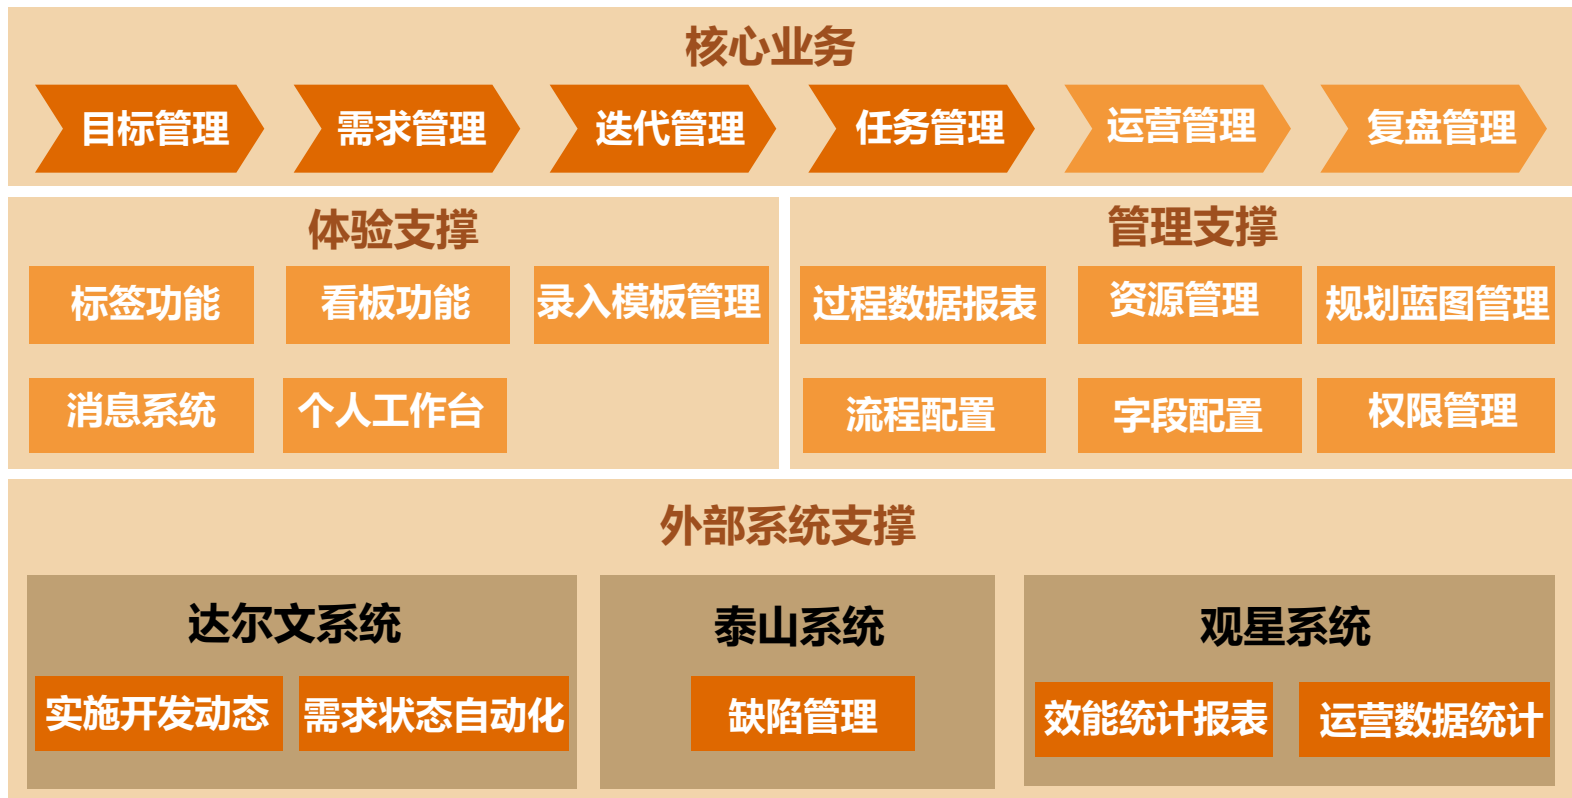 核心业务
目标管理
需求管理
迭代管理
任务管理
运营管理
复盘管理
体验支撑
标签功能
看板功能
录入模板管理
消息系统
个人工作台
管理支撑
过程数据报表
资源管理
规划蓝图管理
流程配置
字段配置
权限管理
外部系统支撑
达尔文系统
实施开发动态
需求状态自动化
泰山系统
缺陷管理
观星系统
效能统计报表
运营数据统计